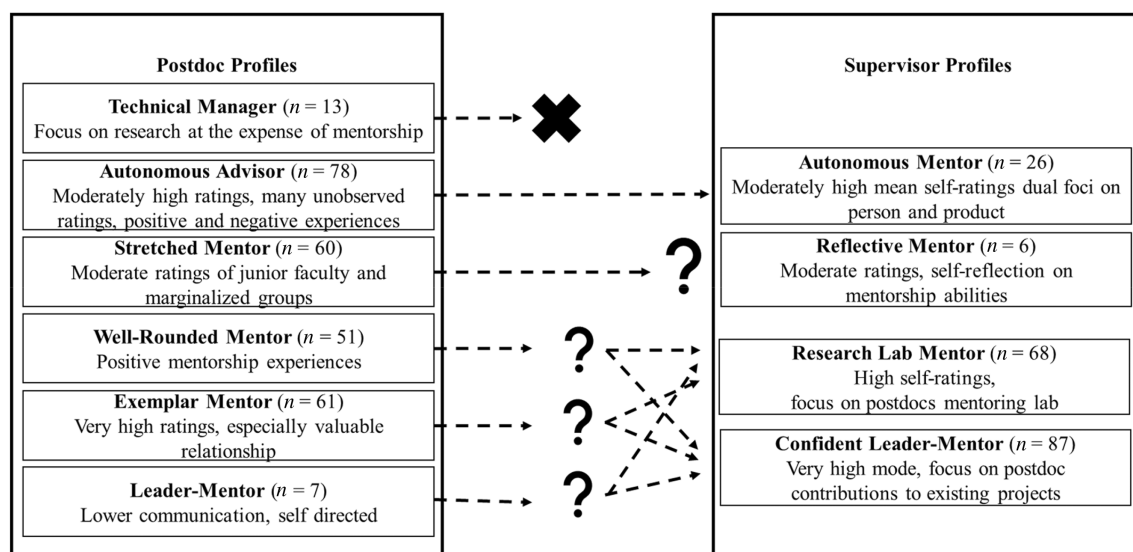 Postdoc Profiles
Technical Manager (n = 13)
Focus on research at the expense of mentorship
Autonomous Advisor (n = 78)
Moderately high ratings, many unobserved
ratings, positive and negative experiences
Stretched Mentor (n = 60)
Moderate ratings of junior faculty and
marginalized groups
?
Well-Rounded Mentor (n = 51)
Positive mentorship experiences
?
Exemplar Mentor (n = 61)
Very high ratings, especially valuable
relationship
?
Leader-Mentor (n = 7)
Lower communication, self directed
?
Supervisor Profiles
Autonomous Mentor (n = 26)
Moderately high mean self-ratings dual foci on
person and product
Reflective Mentor (n = 6)
Moderate ratings, self-reflection on
mentorship abilities
Research Lab Mentor (n = 68)
High self-ratings,
focus on postdocs mentoring lab
Confident Leader-Mentor (n = 87)
Very high mode, focus on postdoc
contributions to existing projects